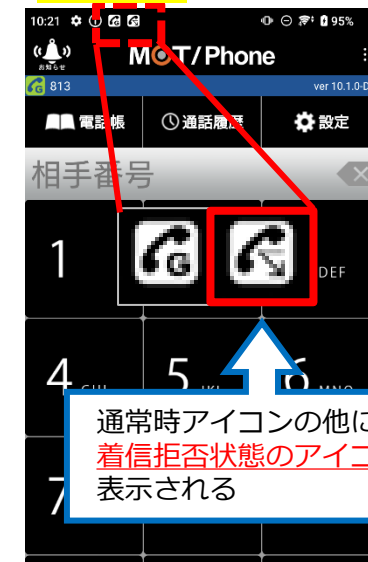 10:21 95%
お知らせ MOT/Phone
813 ver 10.1.0-D
電話帳 通話履歴 設定
相手番号
1 DEF
4 GHI 5 JKL 6 MNO
7
通常時アイコンの他に
着信拒否状態のアイコ
表示される